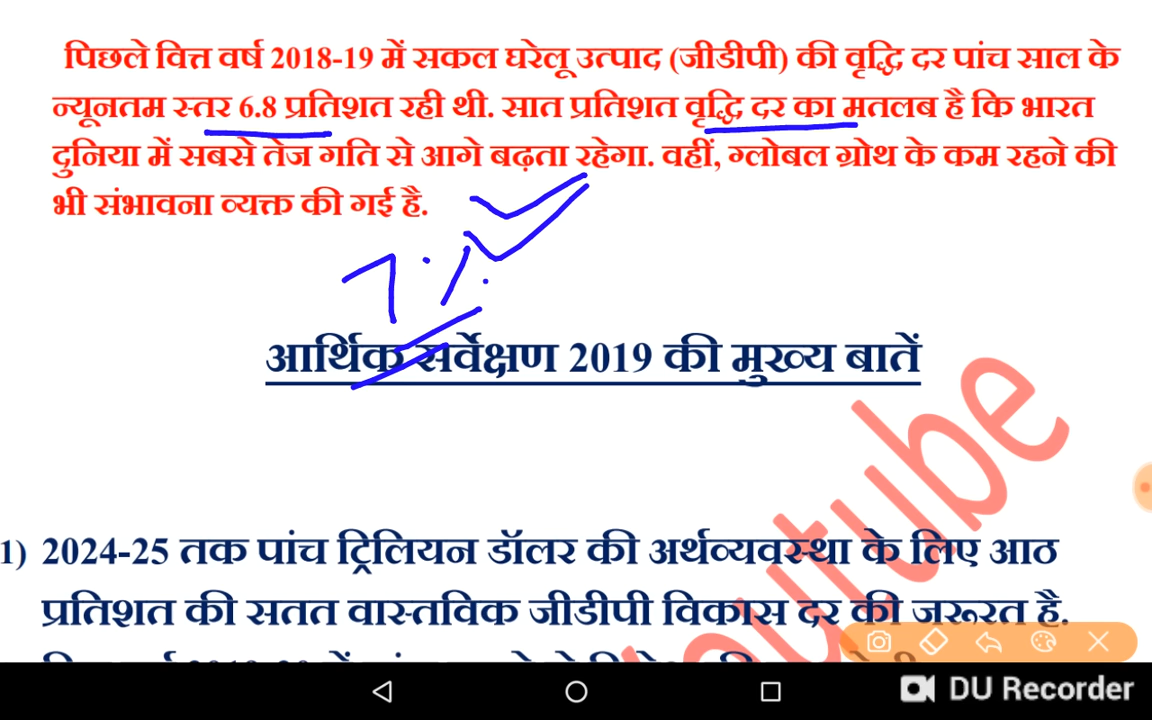 पिछले वित्त वर्ष 2018-19 में सकल घरेलू उत्पाद (जीडीपी) की वृद्धि दर पांच साल के
न्यूनतम स्तर 6.8 प्रतिशत रही थी. सात प्रतिशत वृद्धि दर का मतलब है कि भारत
दुनिया में सबसे तेज गति से आगे बढ़ता रहेगा. वहीं, ग्लोबल ग्रोथ के कम रहने की
भी संभावना व्यक्त की गई है.
7%
आर्थिक सर्वेक्षण 2019 की मुख्य बातें
1) 2024-25 तक पांच ट्रिलियन डॉलर की अर्थव्यवस्था के लिए आठ
प्रतिशत की सतत वास्तविक जीडीपी विकास दर की जरूरत है.
outube
DU Recorder